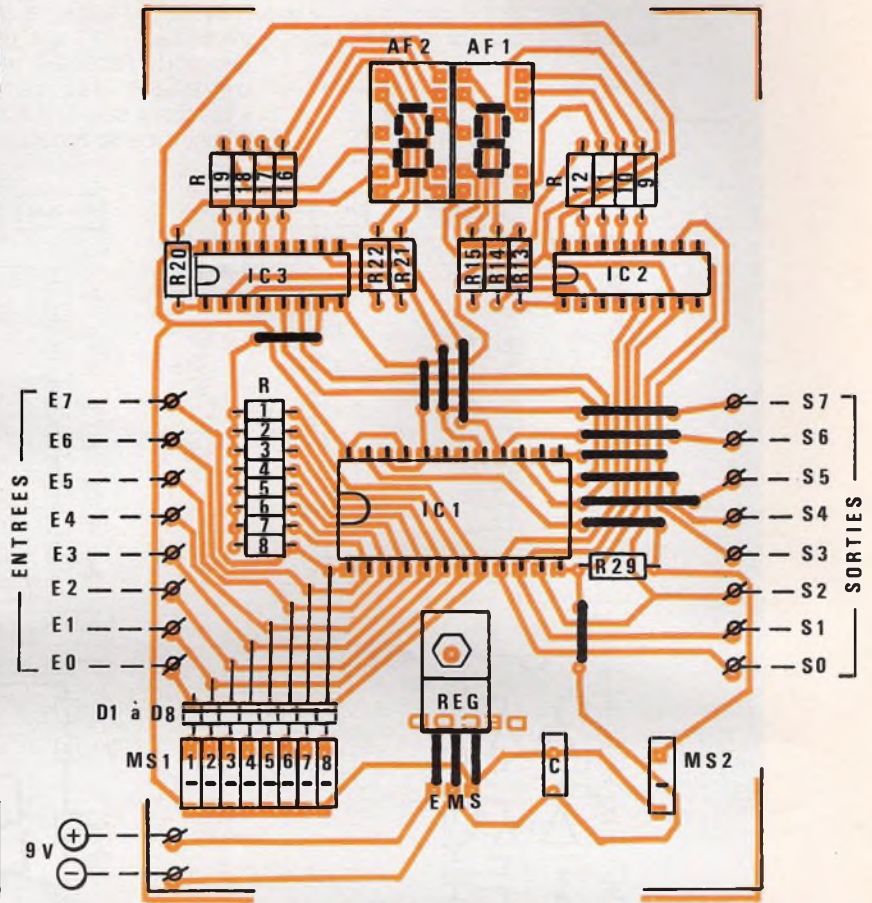 AF2 AF1
R 19 18 17 16
R 12 11 10 9
R20 IC3 R22 R21 R15 R14 R13 IC2
ENTREES
E7
E6
E5
E4
E3
E2
E1
E0
R
1
2
3
4
5
6
7
8
IC1
R29
S7
S6
S5
S4
S3
S2
S1
S0
SORTIES
REG
DECOD
D1 à D8
MS1 1 2 3 4 5 6 7 8
E M S
C
MS2
9 V + −